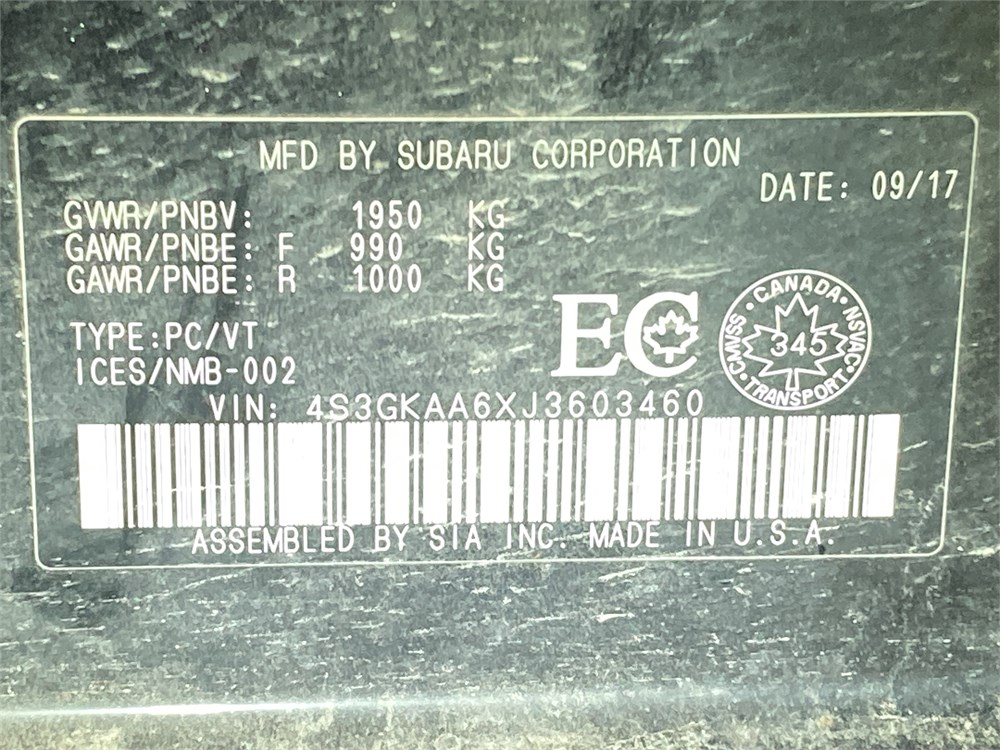 MFD BY SUBARU CORPORATION
DATE: 09/17
GVWR/PNBV: 1950 KG
GAWR/PNBE: F 990 KG
GAWR/PNBE: R 1000 KG
TYPE:PC/VT
ICES/NMB-002
EC
CANADA
CMVSS
345
NSVAC
TRANSPORT
VIN: 4S3GKAA6XJ3603460
ASSEMBLED BY SIA INC. MADE IN U.S.A.